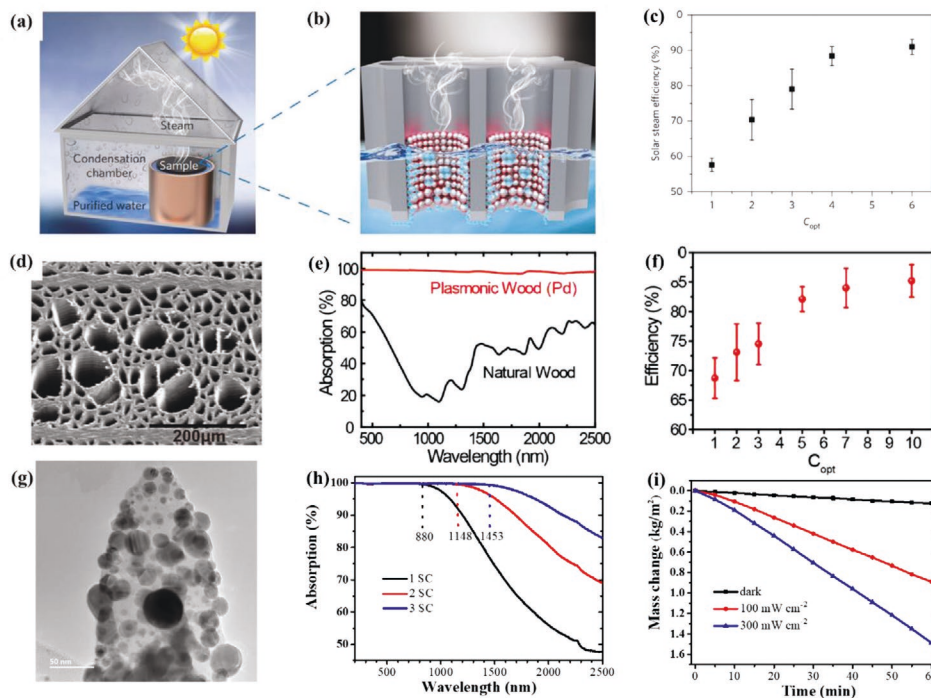 (a)
Steam
Condensation
chamber
Sample
Purified water
(b)
(c)
Solar steam efficiency (%)
0
90
80
70
60
50
1 2 3 4 5 6
C_opt
(d)
200μm
(e)
Absorption (%)
100
80
60
40
20
0
Plasmonic Wood (Pd)
Natural Wood
500 1000 1500 2000 2500
Wavelength (nm)
(f)
Efficiency (%)
0
85
80
75
70
65
60
1 2 3 4 5 6 7 8 9 10
C_opt
(g)
50 nm
(h)
Absorption (%)
100
90
80
70
60
50
880 1148 1453
1 SC
2 SC
3 SC
500 1000 1500 2000 2500
Wavelength (nm)
(i)
Mass change (kg/m²)
0.0
0.2
0.4
0.6
0.8
1.0
1.2
1.4
1.6
dark
100 mW cm⁻²
300 mW cm⁻²
0 10 20 30 40 50 60
Time (min)